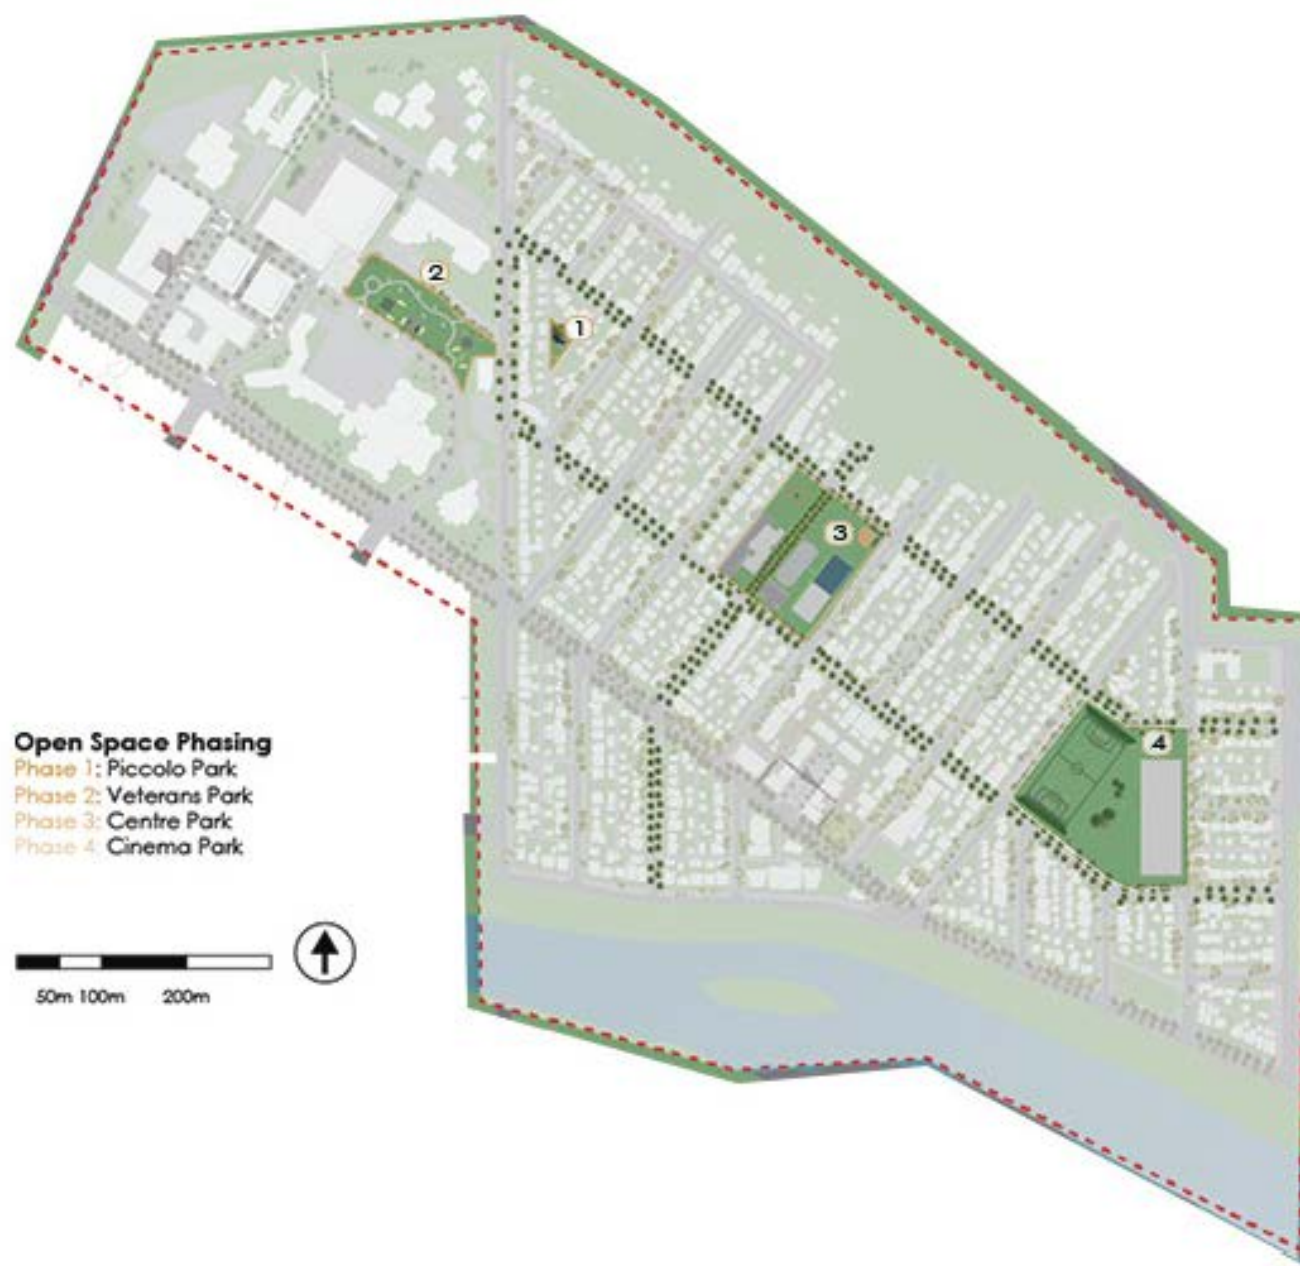 2
1
3
4
Open Space Phasing
Phase 1: Piccolo Park
Phase 2: Veterans Park
Phase 3: Centre Park
Phase 4: Cinema Park
50m 100m 200m